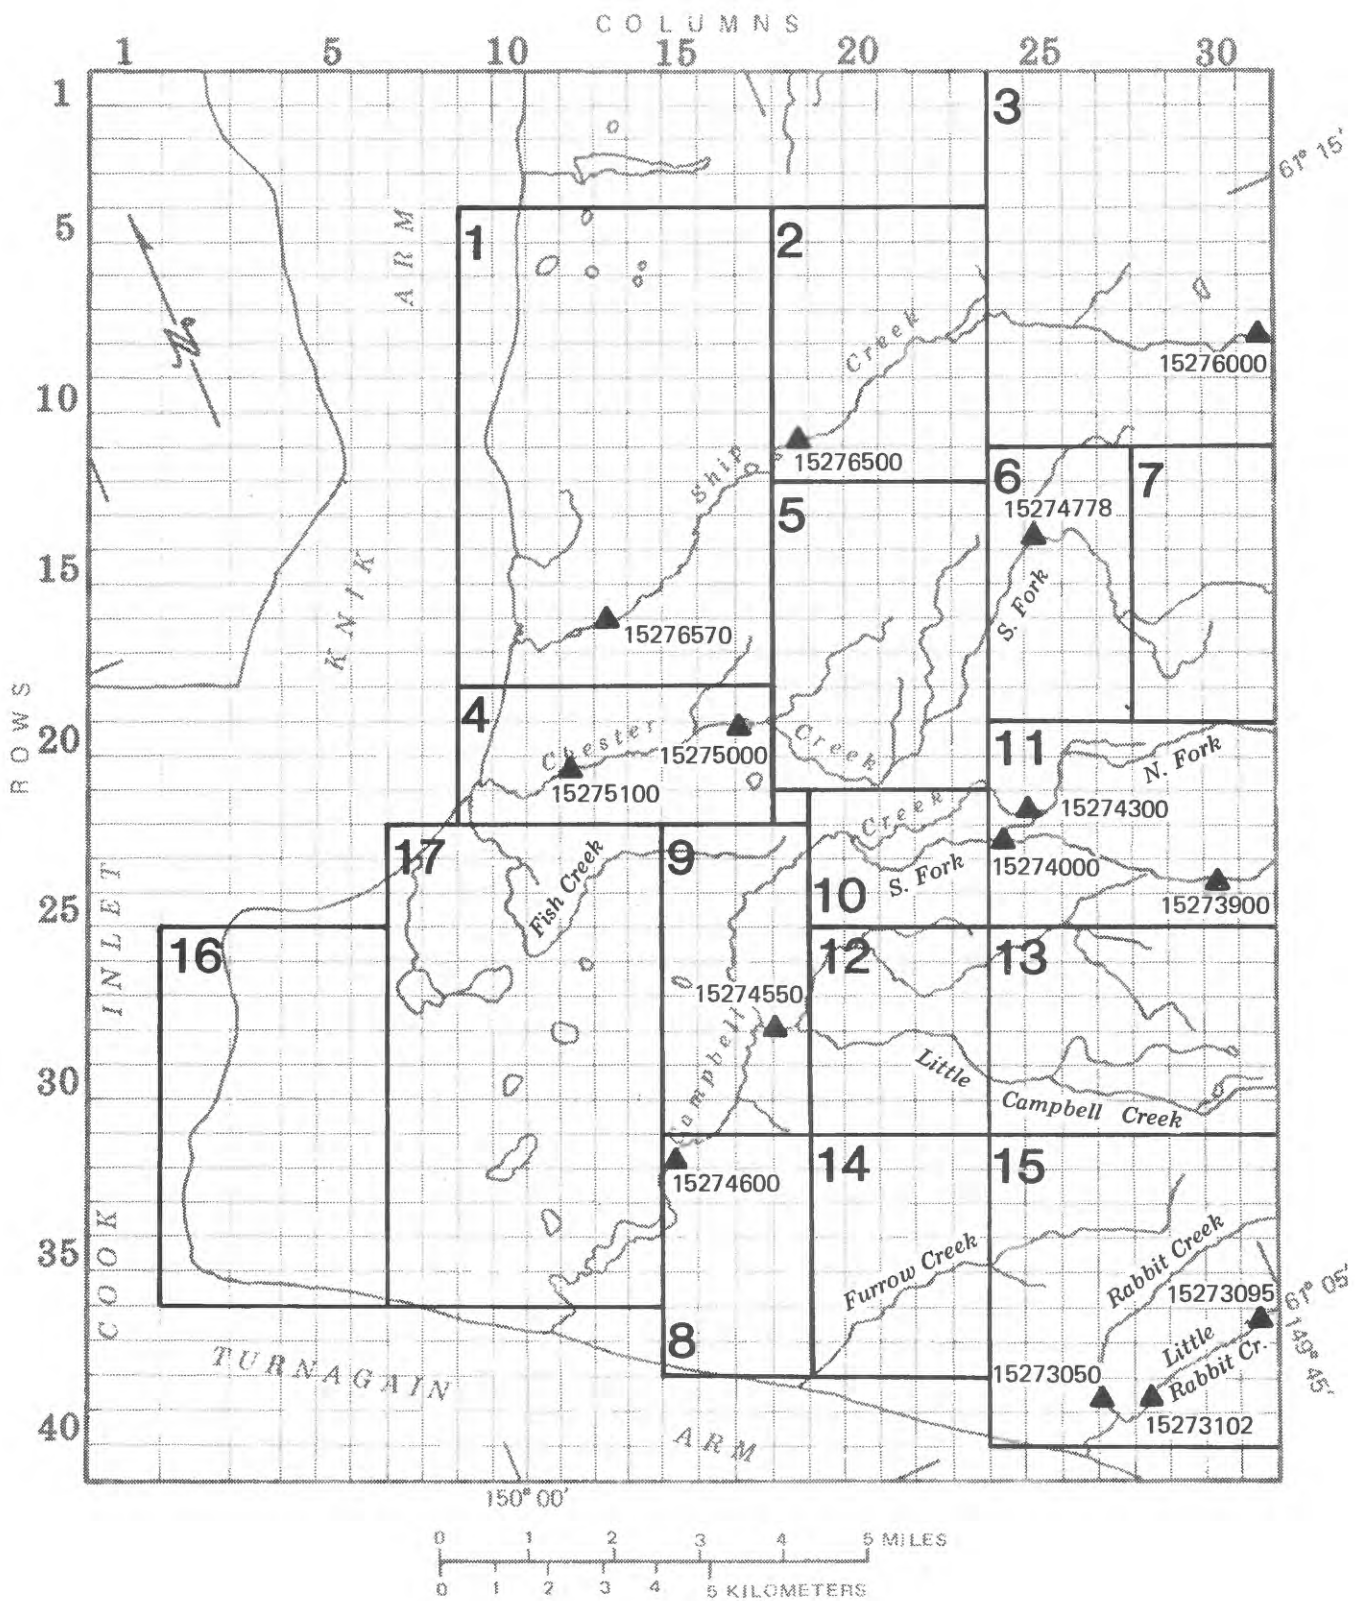 COLUMNS
1 5 10 15 20 25 30
1
3
61° 15'
5
ARM
1
2
No
Creek
15276000
10
15276500
Ship
6
7
5
15274778
15
KNIK
S. Fork
15276570
ROWS
4
20
Chester
15275000
Creek
11
N. Fork
15275100
15274300
Creek
17
9
Fish Creek
S. Fork
15274000
10
15273900
25
INLET
16
12
13
15274550
Campbell
Little
30
Campbell Creek
14
15
15274600
COOK
35
Furrow Creek
Rabbit Creek
15273095
61° 05'
149° 45'
8
Little
Rabbit Cr.
TURNAGAIN
15273050
15273102
40
ARM
150° 00'
0 1 2 3 4 5 MILES
0 1 2 3 4 5 KILOMETERS